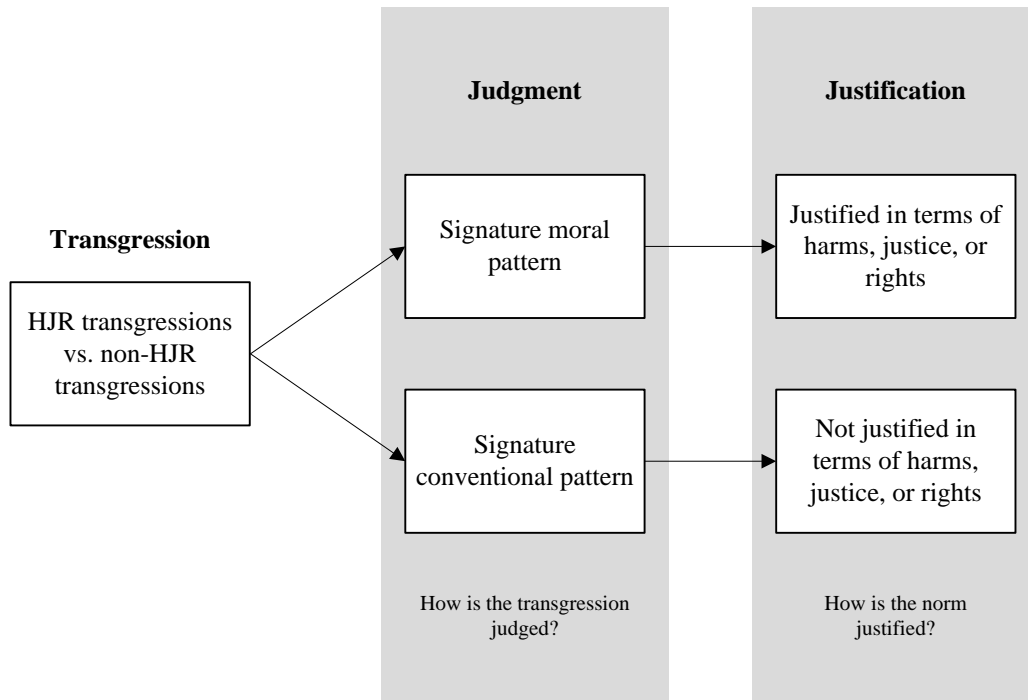 Judgment
Justification
Transgression
HJR transgressions
vs. non-HJR
transgressions
Signature moral
pattern
Justified in terms of
harms, justice, or
rights
Signature
conventional pattern
Not justified in
terms of harms,
justice, or rights
How is the transgression
judged?
How is the norm
justified?